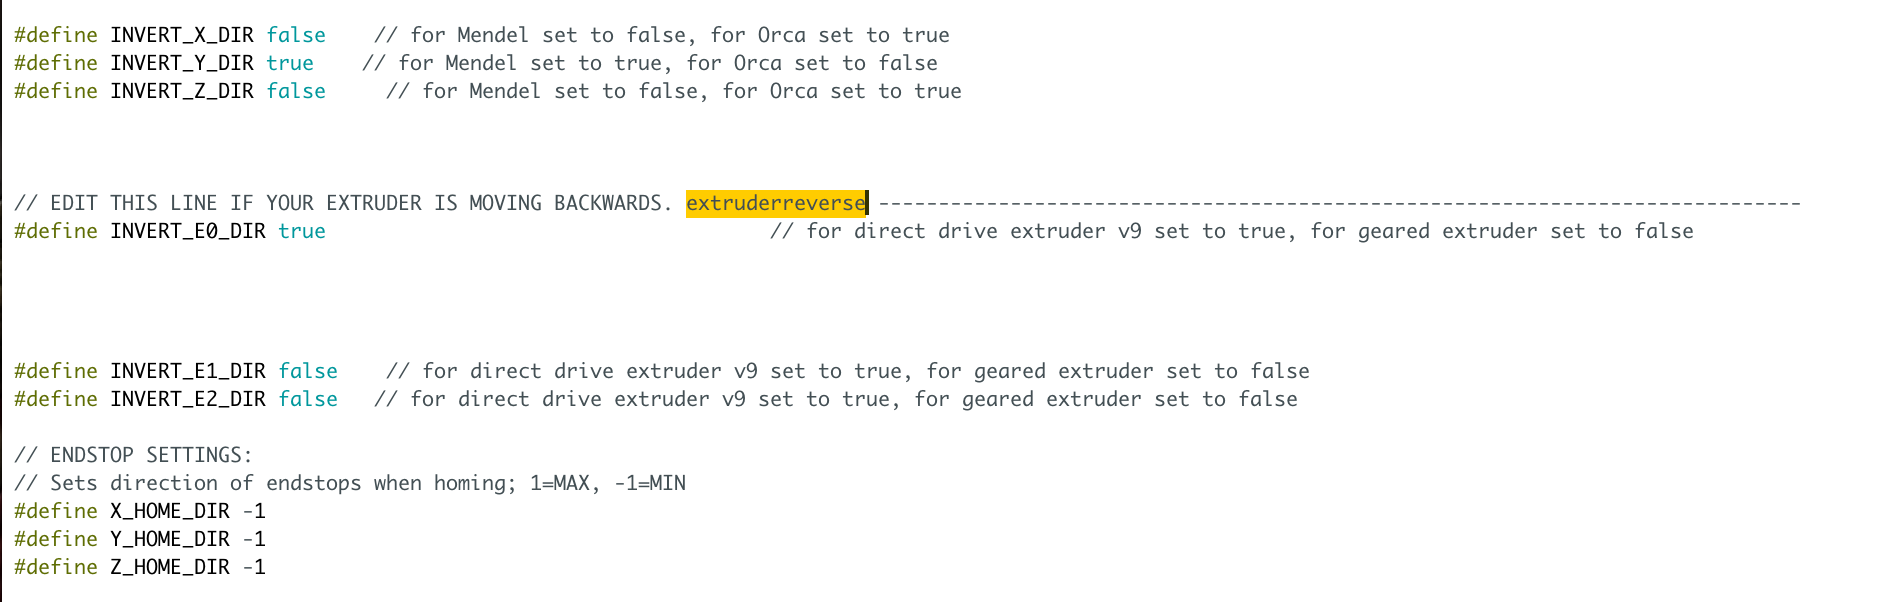 #define INVERT_X_DIR false    // for Mendel set to false, for Orca set to true
#define INVERT_Y_DIR true    // for Mendel set to true, for Orca set to false
#define INVERT_Z_DIR false     // for Mendel set to false, for Orca set to true
// EDIT THIS LINE IF YOUR EXTRUDER IS MOVING BACKWARDS. extruderreverse -----------------------------------------------------------------------------
#define INVERT_E0_DIR true                                     // for direct drive extruder v9 set to true, for geared extruder set to false
#define INVERT_E1_DIR false    // for direct drive extruder v9 set to true, for geared extruder set to false
#define INVERT_E2_DIR false   // for direct drive extruder v9 set to true, for geared extruder set to false
// ENDSTOP SETTINGS:
// Sets direction of endstops when homing; 1=MAX, -1=MIN
#define X_HOME_DIR -1
#define Y_HOME_DIR -1
#define Z_HOME_DIR -1